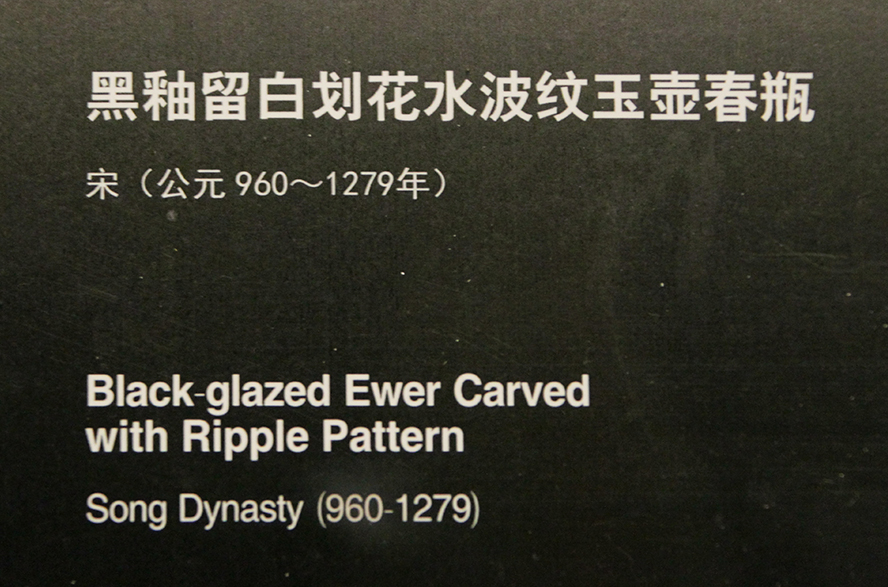 黑釉留白划花水波纹玉壶春瓶
宋（公元 960～1279年）
Black-glazed Ewer Carved
with Ripple Pattern
Song Dynasty (960-1279)